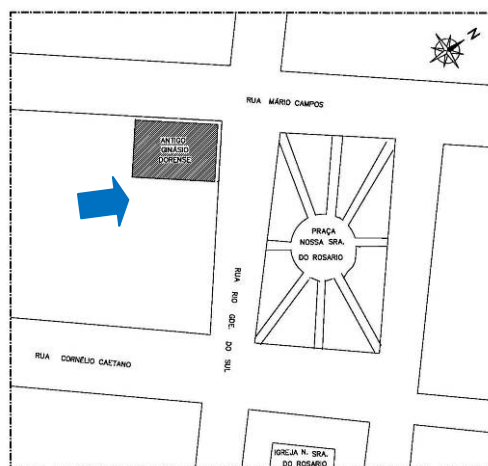 N
RUA MÁRIO CAMPOS
ANTIGO
GINÁSIO
DORENSE
PRAÇA
NOSSA SRA.
DO ROSARIO
RUA RIO GDE. DO SUL
RUA CORNÉLIO CAETANO
IGREJA N. SRA.
DO ROSARIO